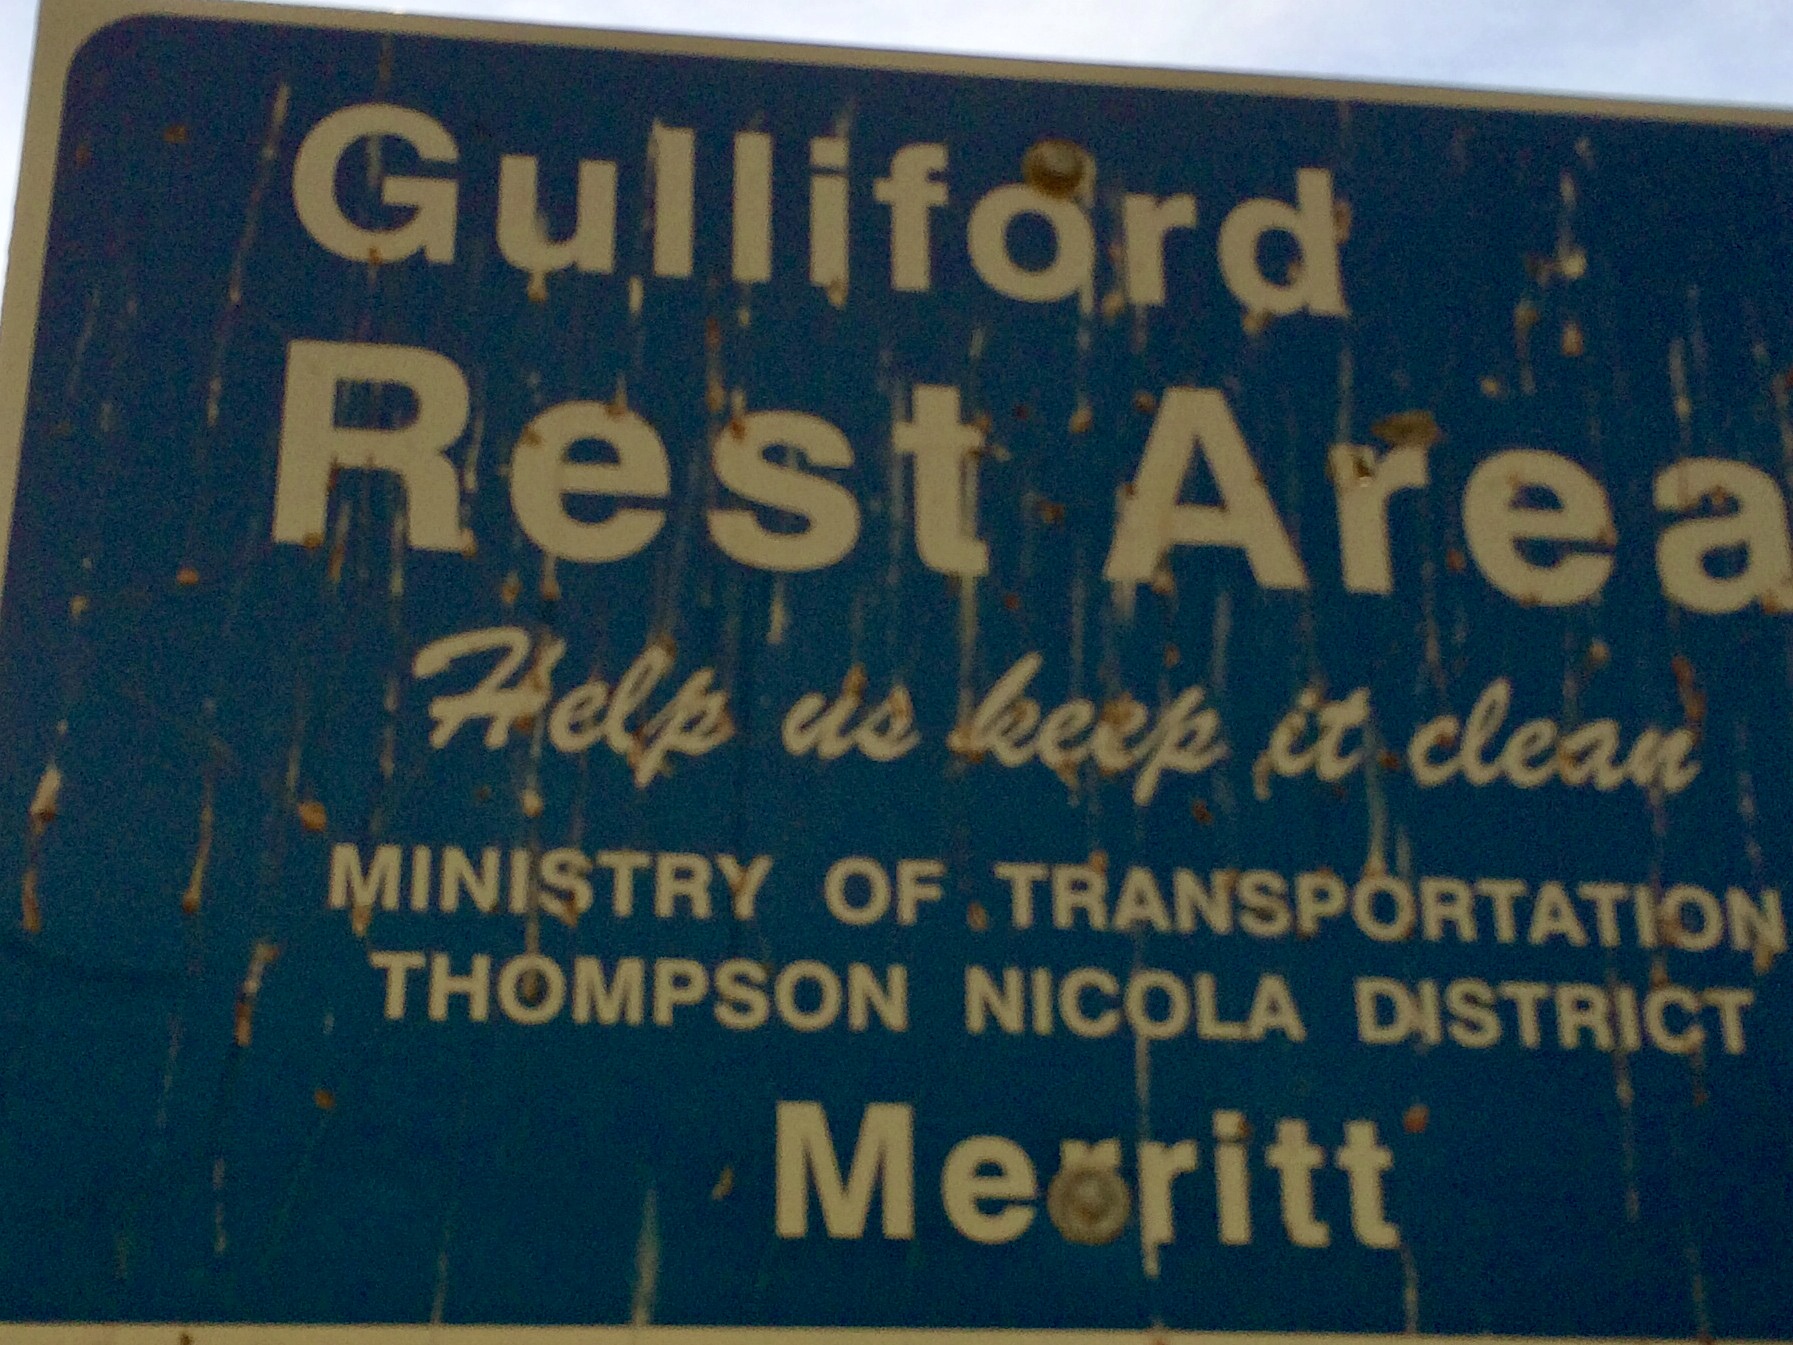 Gulliford
Rest Area
Help us keep it clean
MINISTRY OF TRANSPORTATION
THOMPSON NICOLA DISTRICT
Merritt